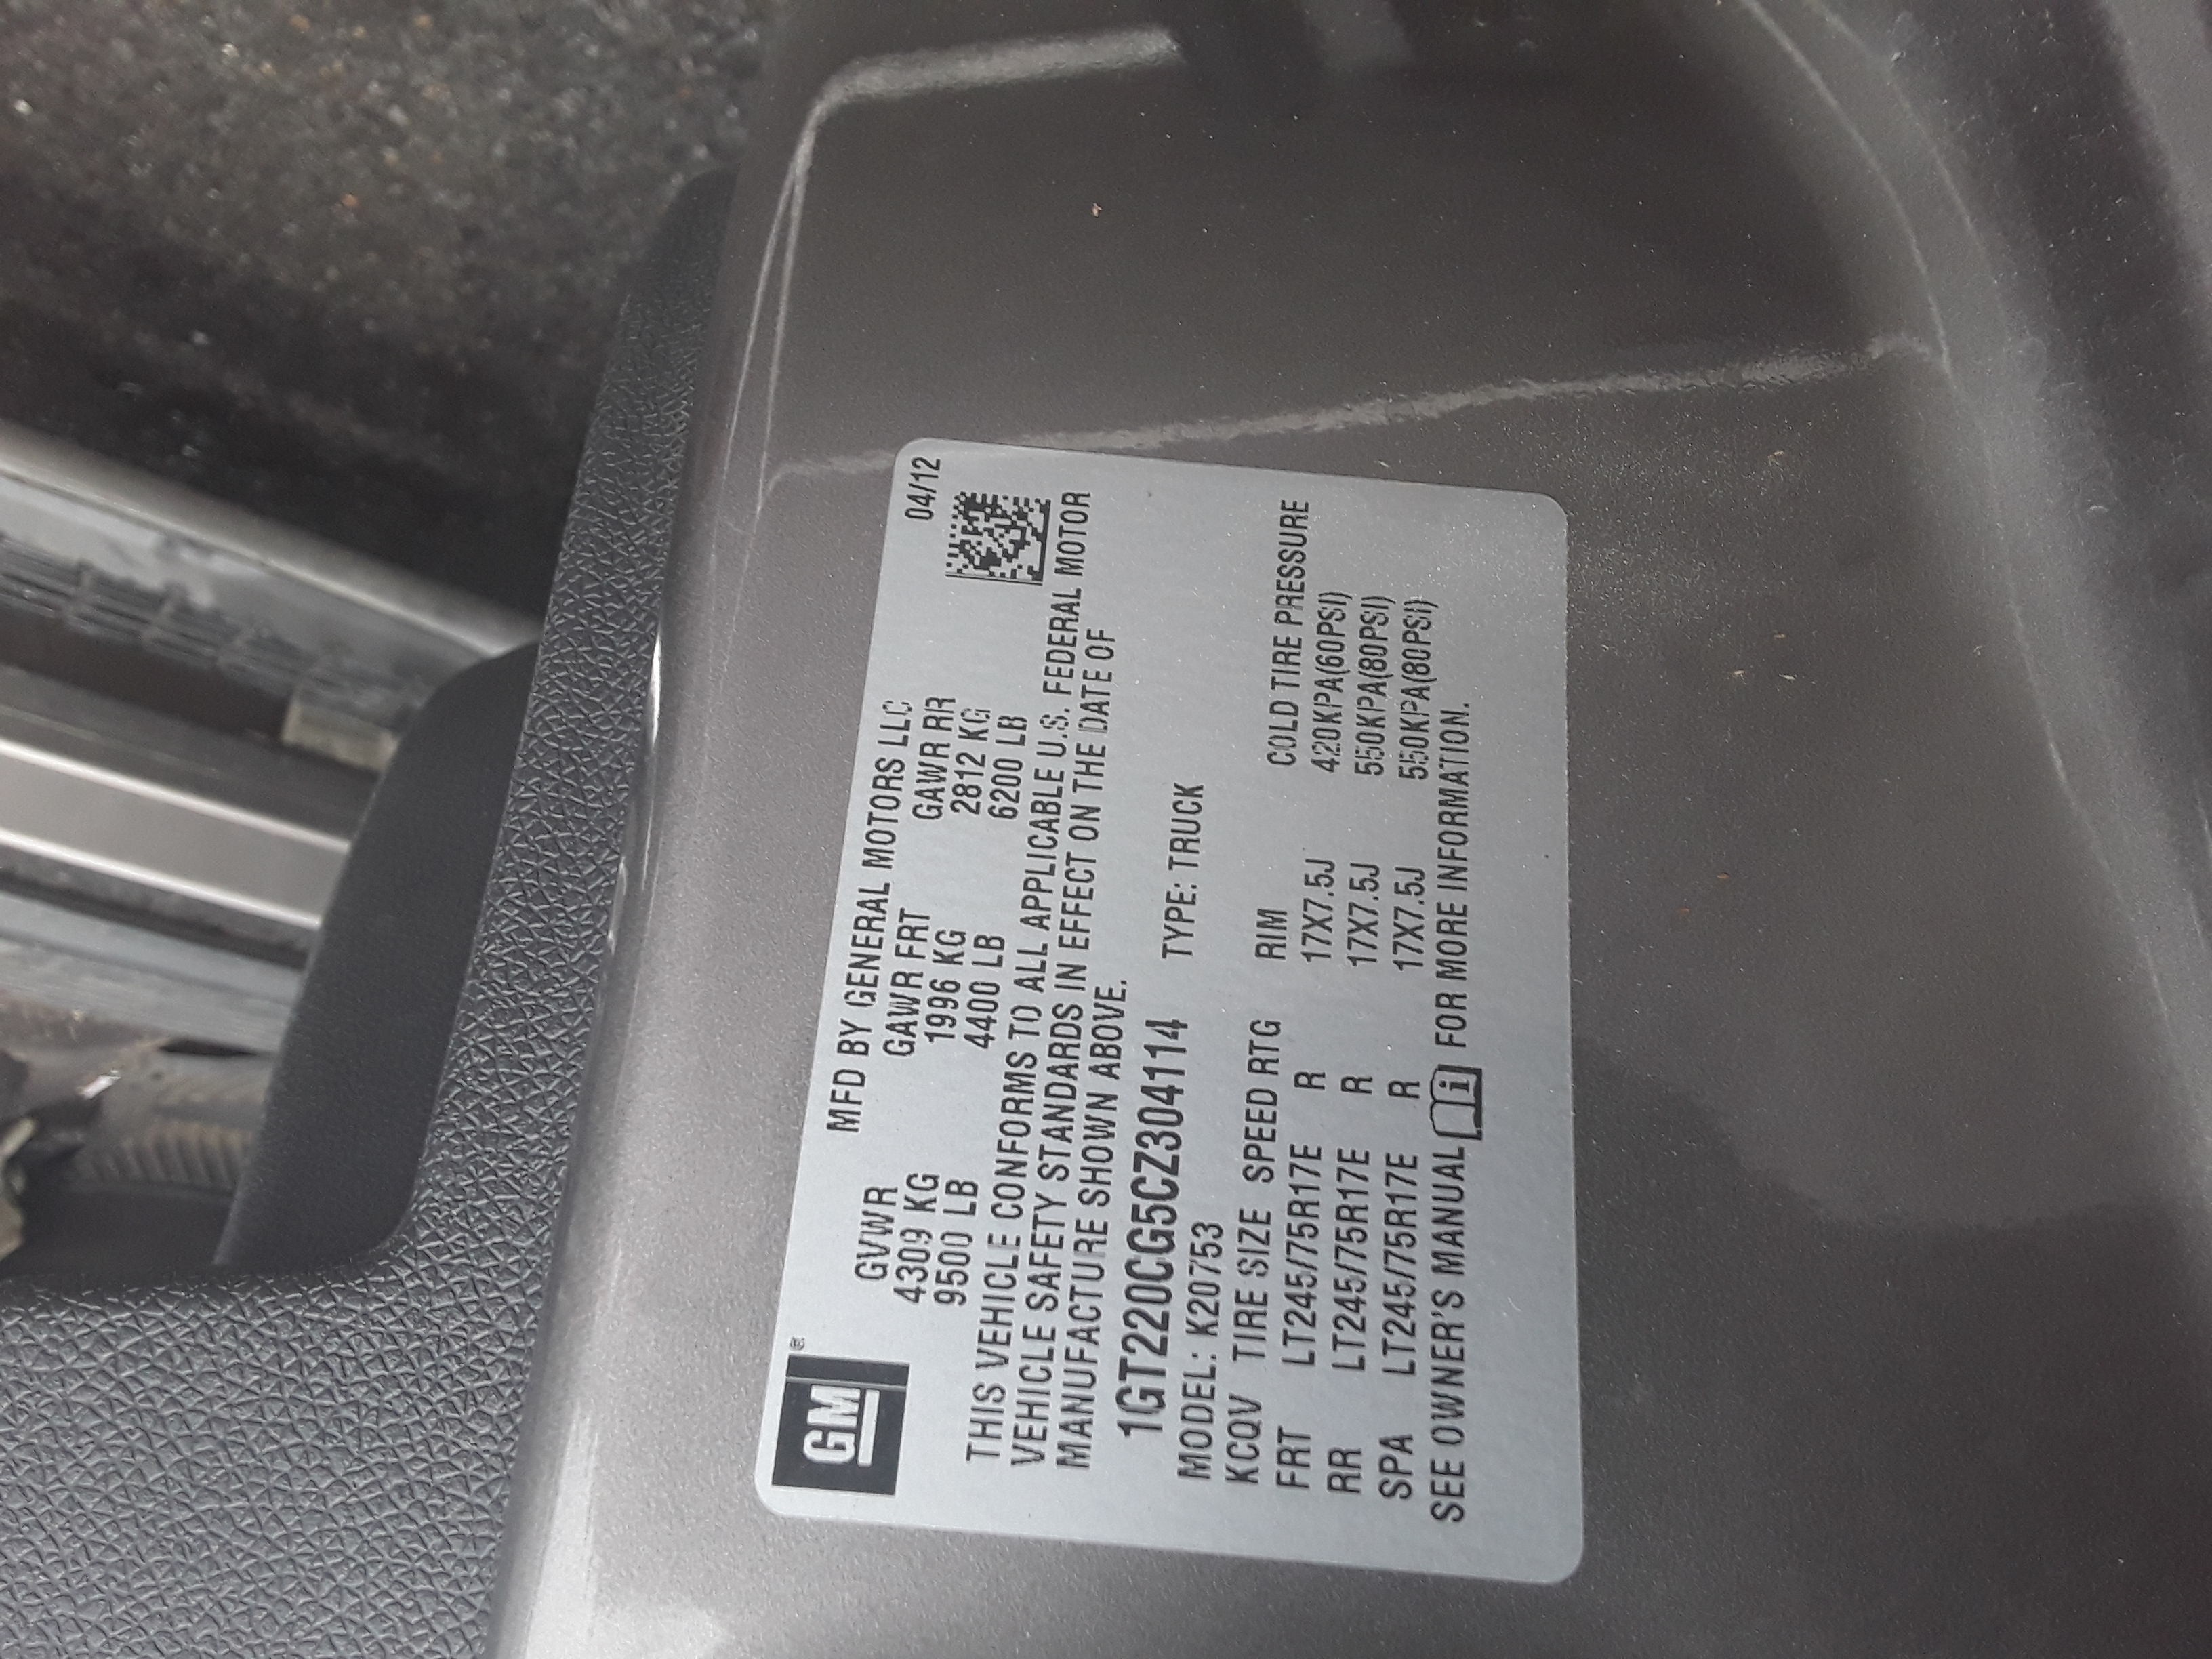 GM ® MFD BY GENERAL MOTORS LLC 04/12
GVWR GAWR FRT GAWR RR
4309 KG 1996 KG 2812 KG
9500 LB 4400 LB 6200 LB
THIS VEHICLE CONFORMS TO ALL APPLICABLE U.S. FEDERAL MOTOR
VEHICLE SAFETY STANDARDS IN EFFECT ON THE DATE OF
MANUFACTURE SHOWN ABOVE.
1GT220CG5CZ304114 TYPE: TRUCK
MODEL: K20753
KCQV TIRE SIZE SPEED RTG RIM COLD TIRE PRESSURE
FRT LT245/75R17E R 17X7.5J 420KPA(60PSI)
RR LT245/75R17E R 17X7.5J 550KPA(80PSI)
SPA LT245/75R17E R 17X7.5J 550KPA(80PSI)
SEE OWNER'S MANUAL i FOR MORE INFORMATION.